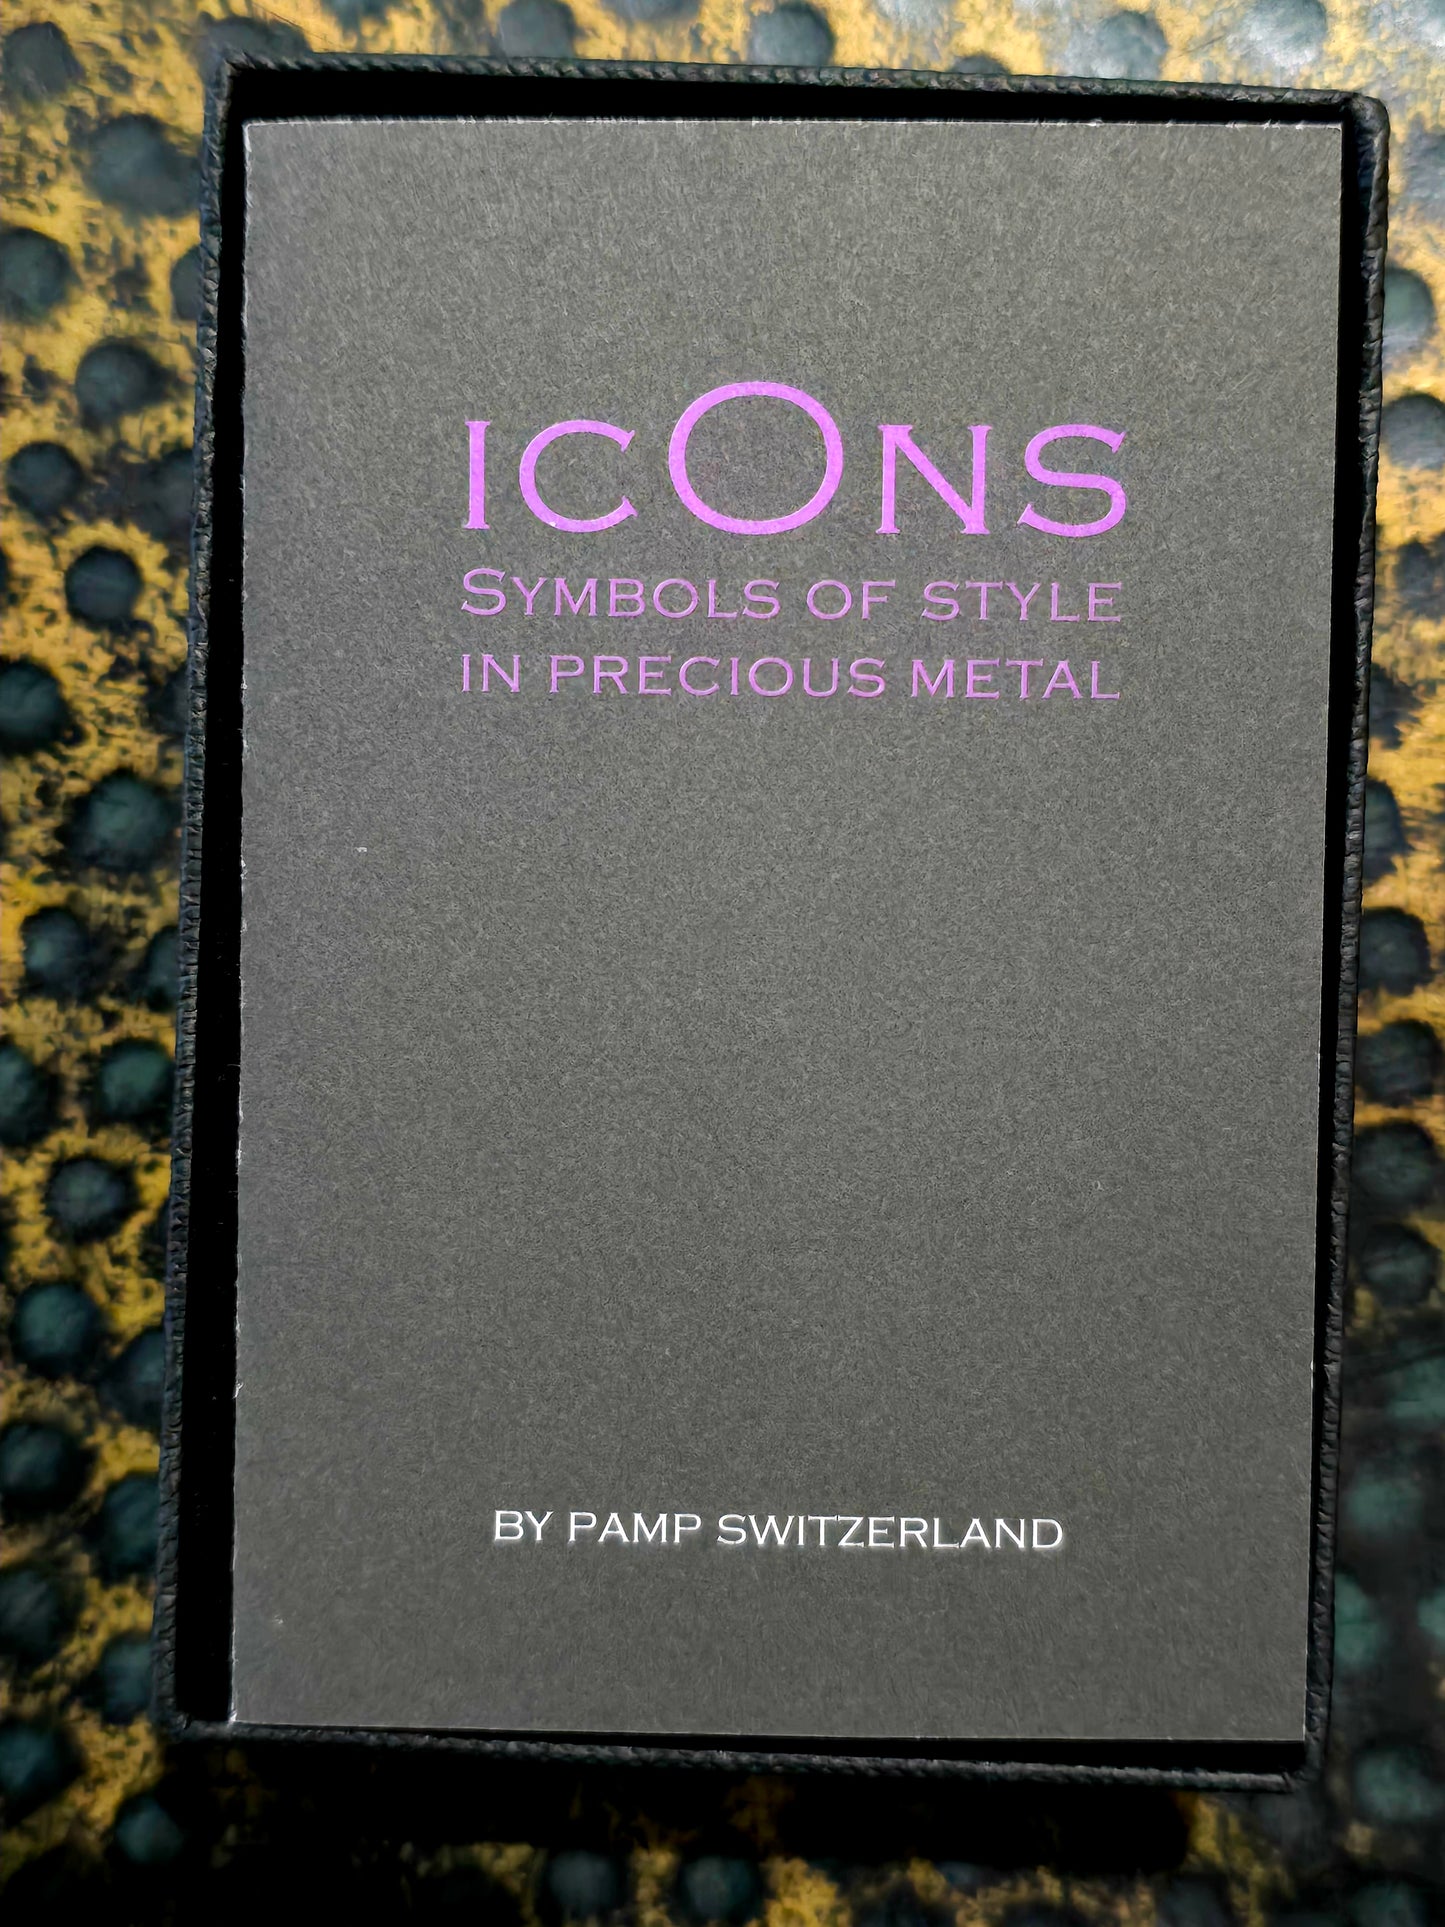 ICONS
SYMBOLS OF STYLE
IN PRECIOUS METAL
BY PAMP SWITZERLAND